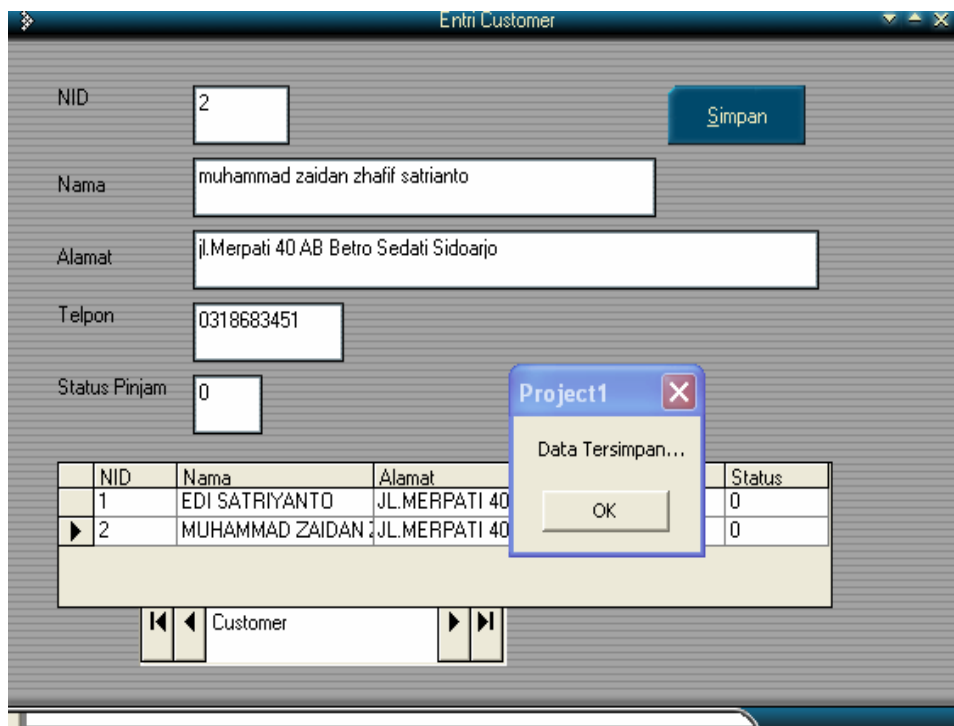 Entri Customer
NID
2
Simpan
Nama
muhammad zaidan zhafif satrianto
Alamat
jl.Merpati 40 AB Betro Sedati Sidoarjo
Telpon
0318683451
Status Pinjam
0
Project1
Data Tersimpan...
OK
NID Nama Alamat Status
1 EDI SATRIYANTO JL.MERPATI 40 0
2 MUHAMMAD ZAIDAN JL.MERPATI 40 0
Customer